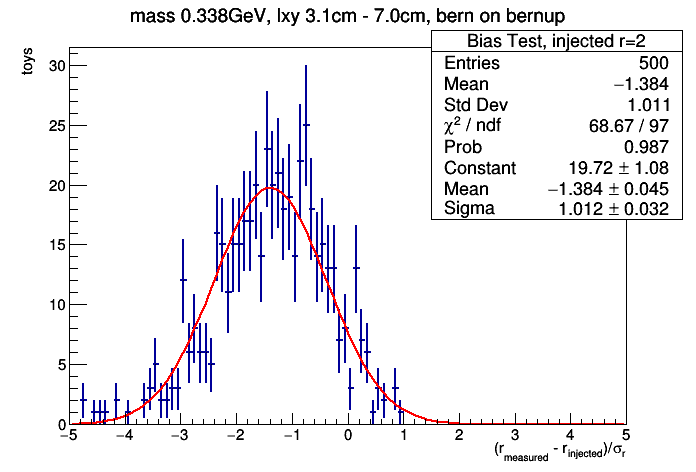 mass 0.338GeV, lxy 3.1cm - 7.0cm, bern on bernup
Bias Test, injected r=2
Entries 500
Mean −1.384
Std Dev 1.011
χ² / ndf 68.67 / 97
Prob 0.987
Constant 19.72 ± 1.08
Mean −1.384 ± 0.045
Sigma 1.012 ± 0.032
toys
30
25
20
15
10
5
0
−5 −4 −3 −2 −1 0 1 2 3 4 5
(r_measured - r_injected)/σ_r